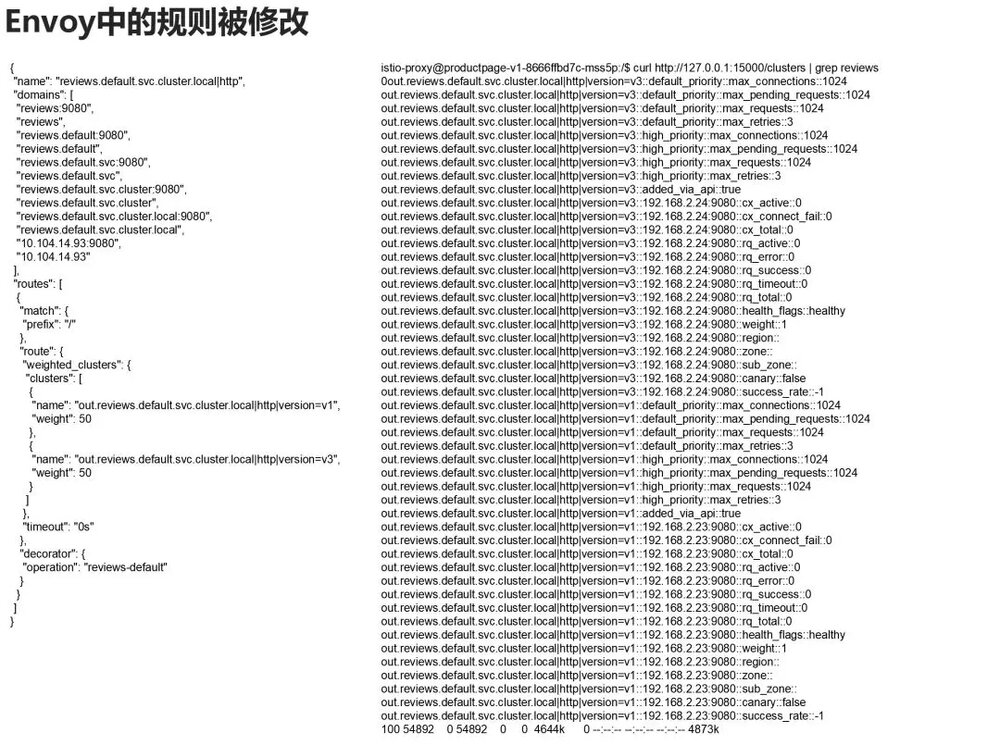 Envoy中的规则被修改
{
"name": "reviews.default.svc.cluster.local|http",
"domains": [
"reviews:9080",
"reviews",
"reviews.default:9080",
"reviews.default",
"reviews.default.svc:9080",
"reviews.default.svc",
"reviews.default.svc.cluster:9080",
"reviews.default.svc.cluster",
"reviews.default.svc.cluster.local:9080",
"reviews.default.svc.cluster.local",
"10.104.14.93:9080",
"10.104.14.93"
],
"routes": [
{
"match": {
"prefix": "/"
},
"route": {
"weighted_clusters": {
"clusters": [
{
"name": "out.reviews.default.svc.cluster.local|http|version=v1",
"weight": 50
},
{
"name": "out.reviews.default.svc.cluster.local|http|version=v3",
"weight": 50
}
]
},
"timeout": "0s"
},
"decorator": {
"operation": "reviews-default"
}
}
]
}
istio-proxy@productpage-v1-8666ffbd7c-mss5p:/$ curl http://127.0.0.1:15000/clusters | grep reviews
0out.reviews.default.svc.cluster.local|http|version=v3::default_priority::max_connections::1024
out.reviews.default.svc.cluster.local|http|version=v3::default_priority::max_pending_requests::1024
out.reviews.default.svc.cluster.local|http|version=v3::default_priority::max_requests::1024
out.reviews.default.svc.cluster.local|http|version=v3::default_priority::max_retries::3
out.reviews.default.svc.cluster.local|http|version=v3::high_priority::max_connections::1024
out.reviews.default.svc.cluster.local|http|version=v3::high_priority::max_pending_requests::1024
out.reviews.default.svc.cluster.local|http|version=v3::high_priority::max_requests::1024
out.reviews.default.svc.cluster.local|http|version=v3::high_priority::max_retries::3
out.reviews.default.svc.cluster.local|http|version=v3::added_via_api::true
out.reviews.default.svc.cluster.local|http|version=v3::192.168.2.24:9080::cx_active::0
out.reviews.default.svc.cluster.local|http|version=v3::192.168.2.24:9080::cx_connect_fail::0
out.reviews.default.svc.cluster.local|http|version=v3::192.168.2.24:9080::cx_total::0
out.reviews.default.svc.cluster.local|http|version=v3::192.168.2.24:9080::rq_active::0
out.reviews.default.svc.cluster.local|http|version=v3::192.168.2.24:9080::rq_error::0
out.reviews.default.svc.cluster.local|http|version=v3::192.168.2.24:9080::rq_success::0
out.reviews.default.svc.cluster.local|http|version=v3::192.168.2.24:9080::rq_timeout::0
out.reviews.default.svc.cluster.local|http|version=v3::192.168.2.24:9080::rq_total::0
out.reviews.default.svc.cluster.local|http|version=v3::192.168.2.24:9080::health_flags::healthy
out.reviews.default.svc.cluster.local|http|version=v3::192.168.2.24:9080::weight::1
out.reviews.default.svc.cluster.local|http|version=v3::192.168.2.24:9080::region::
out.reviews.default.svc.cluster.local|http|version=v3::192.168.2.24:9080::zone::
out.reviews.default.svc.cluster.local|http|version=v3::192.168.2.24:9080::sub_zone::
out.reviews.default.svc.cluster.local|http|version=v3::192.168.2.24:9080::canary::false
out.reviews.default.svc.cluster.local|http|version=v3::192.168.2.24:9080::success_rate::-1
out.reviews.default.svc.cluster.local|http|version=v1::default_priority::max_connections::1024
out.reviews.default.svc.cluster.local|http|version=v1::default_priority::max_pending_requests::1024
out.reviews.default.svc.cluster.local|http|version=v1::default_priority::max_requests::1024
out.reviews.default.svc.cluster.local|http|version=v1::default_priority::max_retries::3
out.reviews.default.svc.cluster.local|http|version=v1::high_priority::max_connections::1024
out.reviews.default.svc.cluster.local|http|version=v1::high_priority::max_pending_requests::1024
out.reviews.default.svc.cluster.local|http|version=v1::high_priority::max_requests::1024
out.reviews.default.svc.cluster.local|http|version=v1::high_priority::max_retries::3
out.reviews.default.svc.cluster.local|http|version=v1::added_via_api::true
out.reviews.default.svc.cluster.local|http|version=v1::192.168.2.23:9080::cx_active::0
out.reviews.default.svc.cluster.local|http|version=v1::192.168.2.23:9080::cx_connect_fail::0
out.reviews.default.svc.cluster.local|http|version=v1::192.168.2.23:9080::cx_total::0
out.reviews.default.svc.cluster.local|http|version=v1::192.168.2.23:9080::rq_active::0
out.reviews.default.svc.cluster.local|http|version=v1::192.168.2.23:9080::rq_error::0
out.reviews.default.svc.cluster.local|http|version=v1::192.168.2.23:9080::rq_success::0
out.reviews.default.svc.cluster.local|http|version=v1::192.168.2.23:9080::rq_timeout::0
out.reviews.default.svc.cluster.local|http|version=v1::192.168.2.23:9080::rq_total::0
out.reviews.default.svc.cluster.local|http|version=v1::192.168.2.23:9080::health_flags::healthy
out.reviews.default.svc.cluster.local|http|version=v1::192.168.2.23:9080::weight::1
out.reviews.default.svc.cluster.local|http|version=v1::192.168.2.23:9080::region::
out.reviews.default.svc.cluster.local|http|version=v1::192.168.2.23:9080::zone::
out.reviews.default.svc.cluster.local|http|version=v1::192.168.2.23:9080::sub_zone::
out.reviews.default.svc.cluster.local|http|version=v1::192.168.2.23:9080::canary::false
out.reviews.default.svc.cluster.local|http|version=v1::192.168.2.23:9080::success_rate::-1
100 54892 0 54892 0 0 4644k 0 --:--:-- --:--:-- --:--:-- 4873k